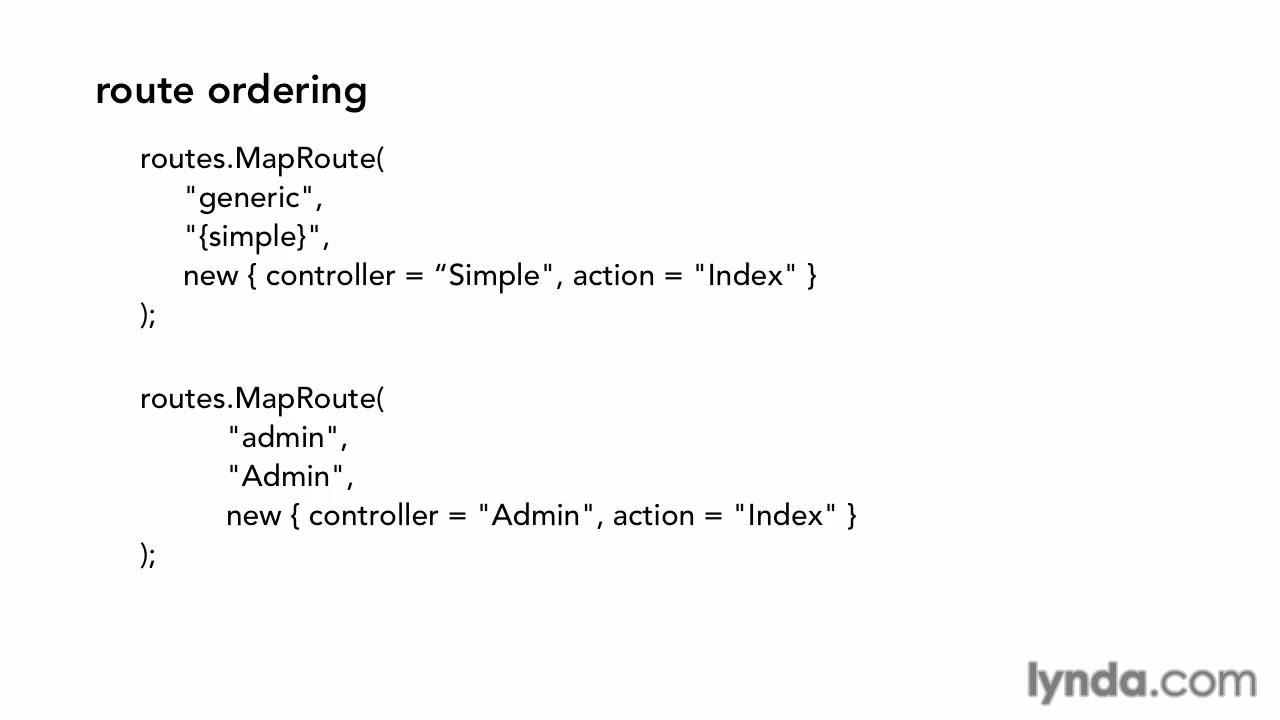 route ordering
routes.MapRoute(
"generic",
"{simple}",
new { controller = “Simple", action = "Index" }
);
routes.MapRoute(
"admin",
"Admin",
new { controller = "Admin", action = "Index" }
);
lynda.com